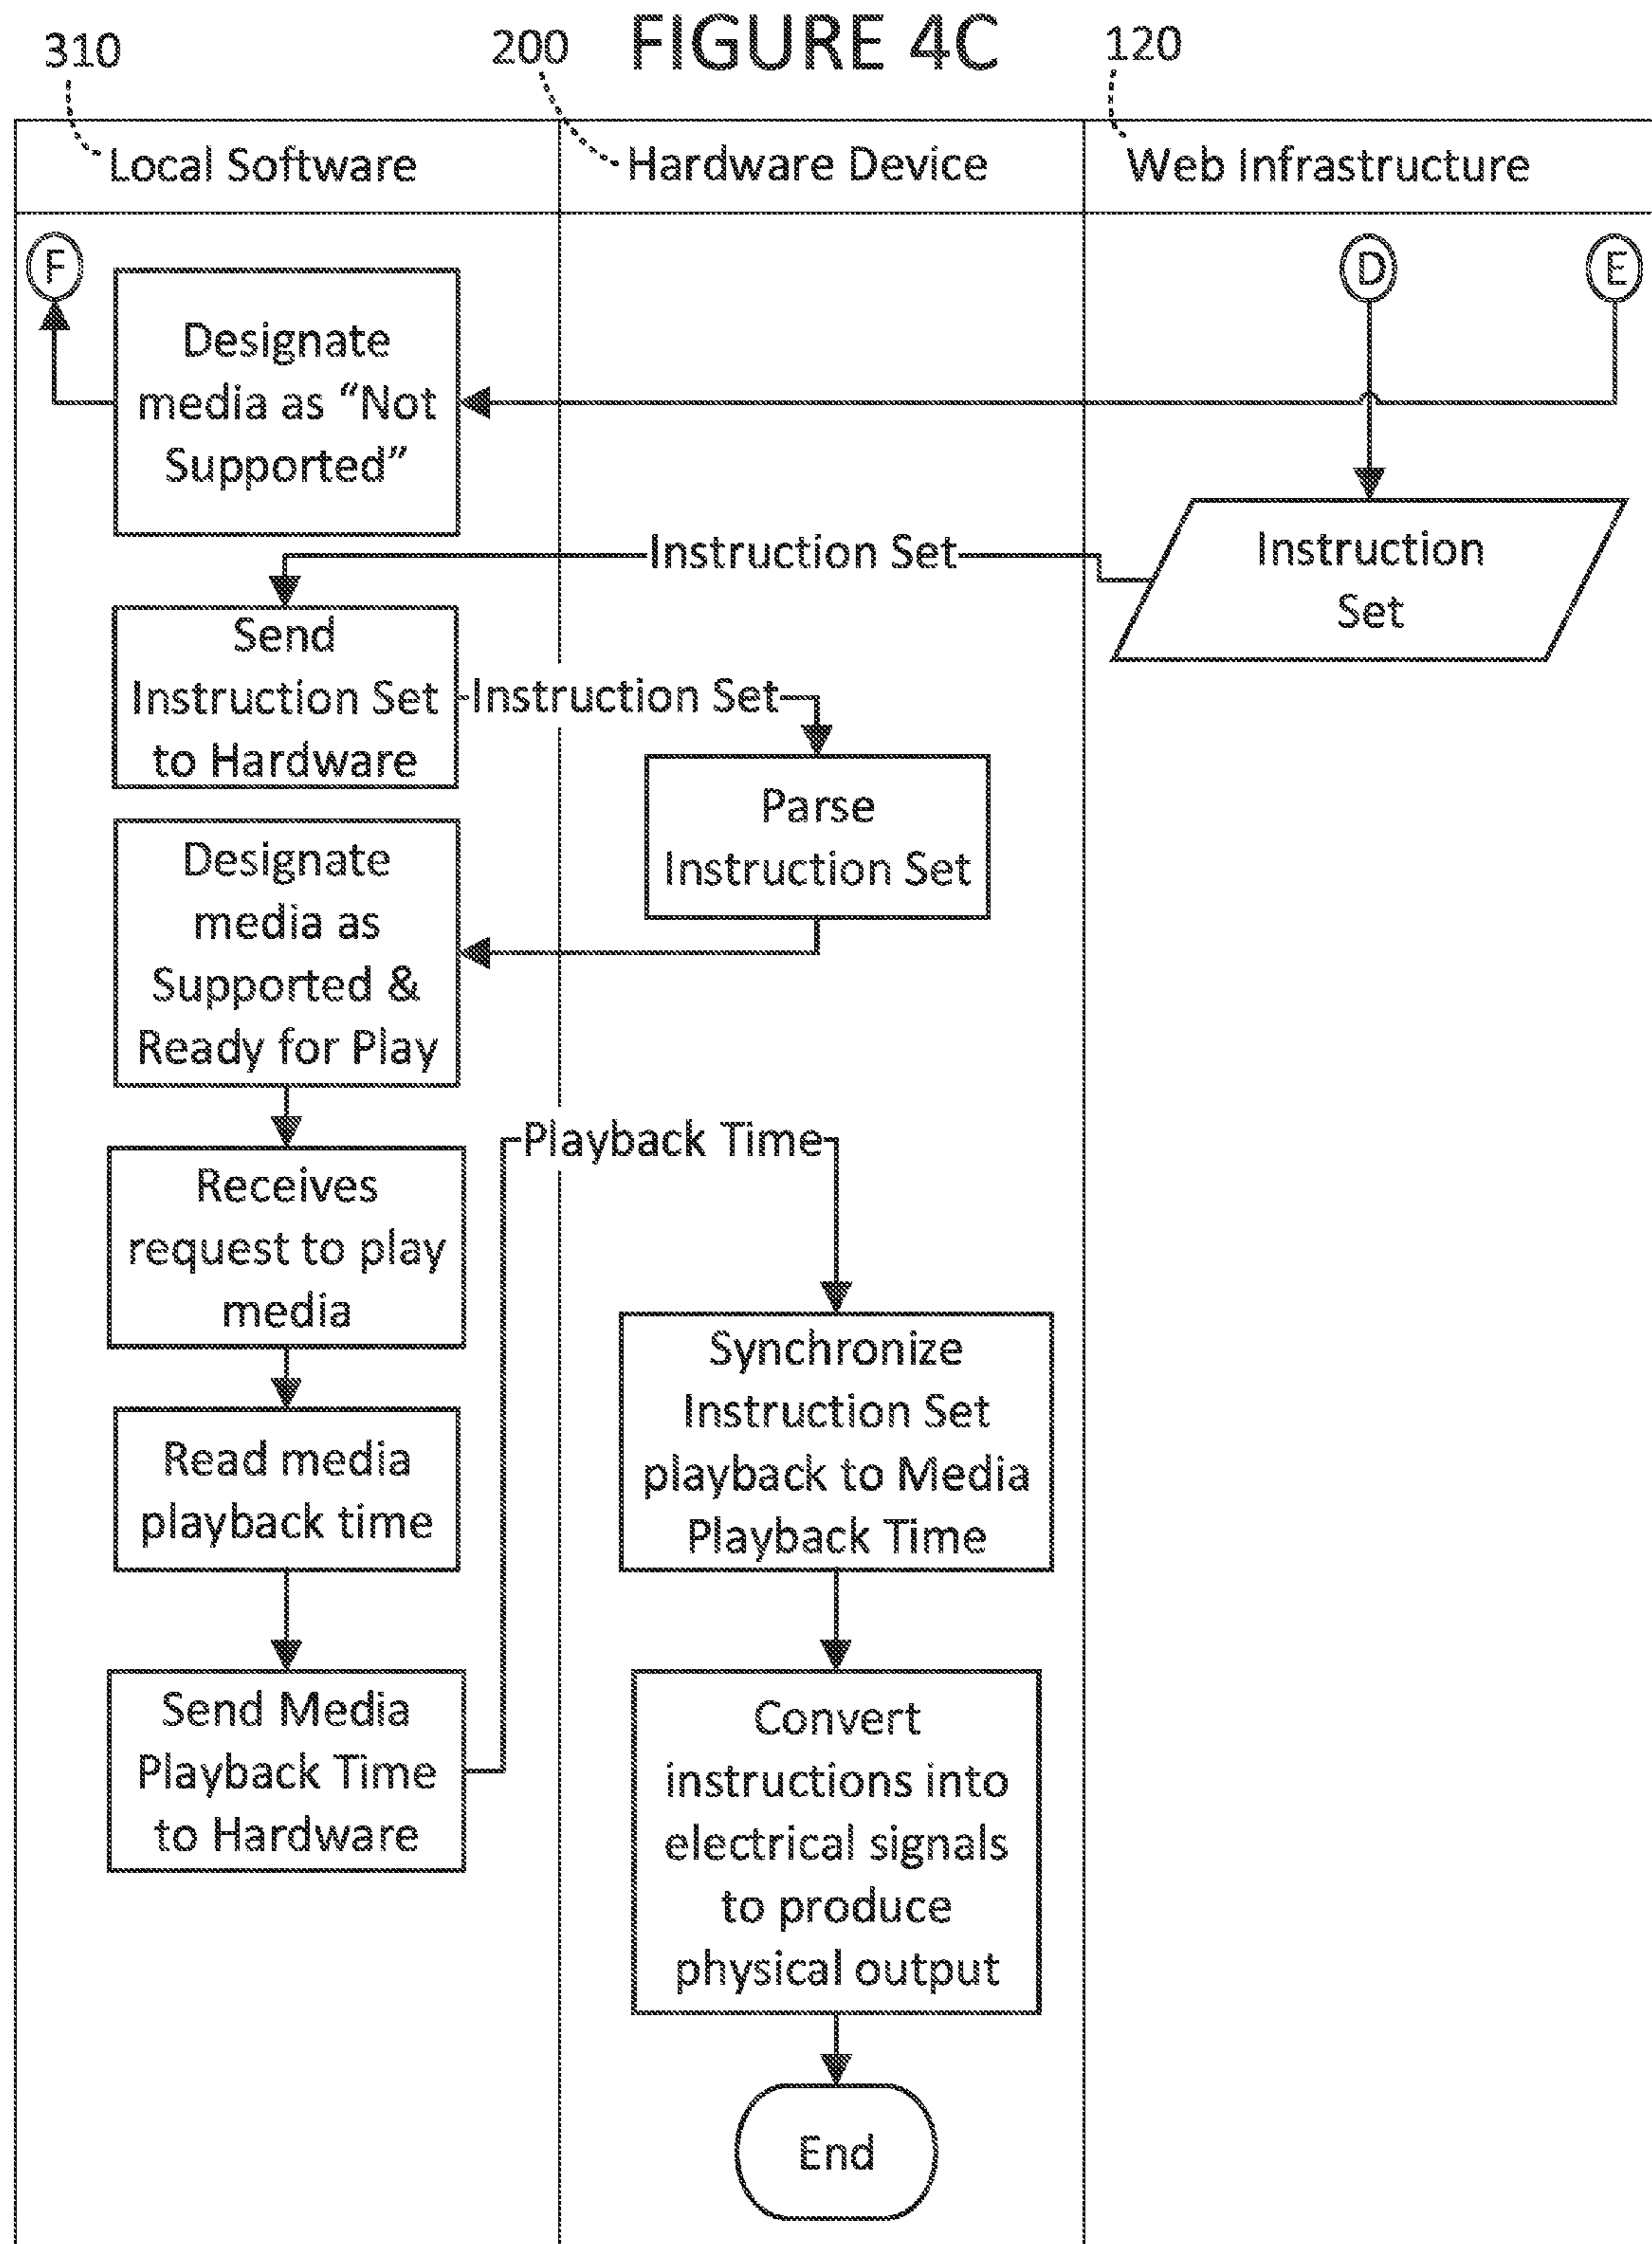 FIGURE 4C
310
200
120
Local Software
Hardware Device
Web Infrastructure
F
D
E
Designate
media as “Not
Supported”
Instruction
Set
Instruction Set
Send
Instruction Set
to Hardware
Instruction Set
Parse
Instruction Set
Designate
media as
Supported &
Ready for Play
Receives
request to play
media
Read media
playback time
Send Media
Playback Time
to Hardware
Playback Time
Synchronize
Instruction Set
playback to Media
Playback Time
Convert
instructions into
electrical signals
to produce
physical output
End